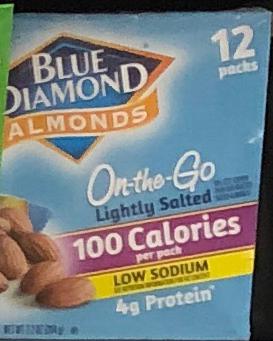 12
packs
BLUE
DIAMOND
ALMONDS
On-the-Go
Lightly Salted
100 Calories
per pack
LOW SODIUM
4g Protein